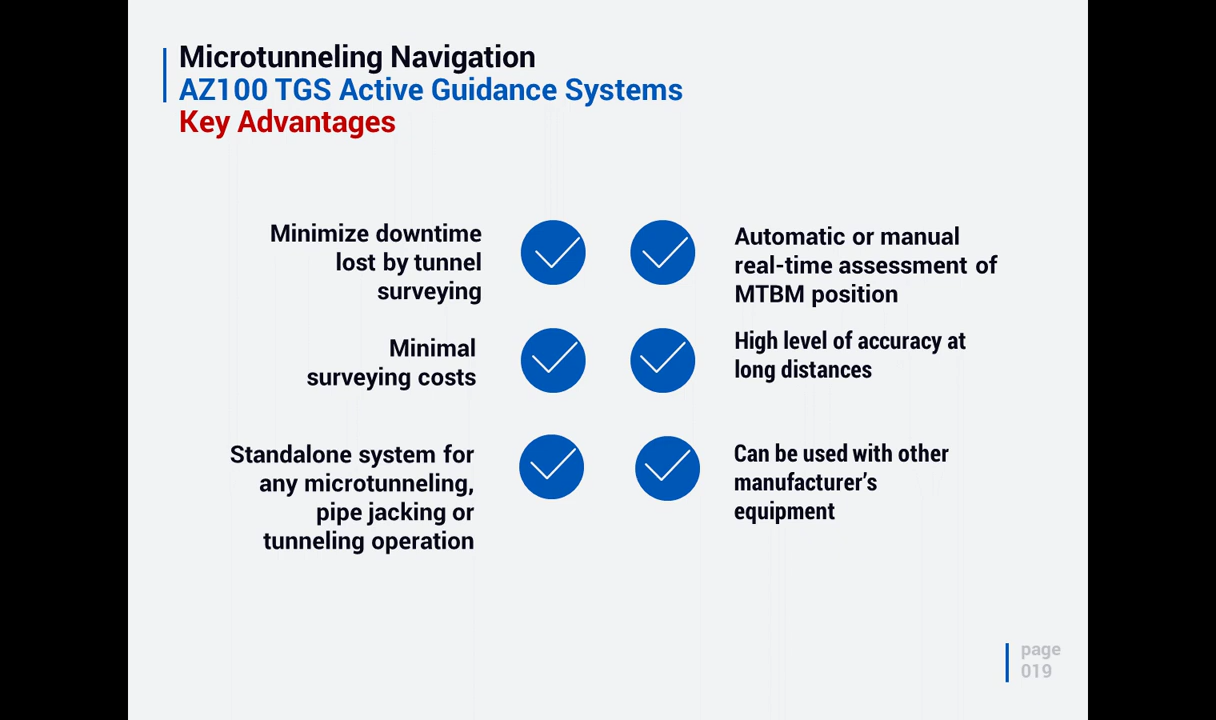 Microtunneling Navigation
AZ100 TGS Active Guidance Systems
Key Advantages
Minimize downtime
lost by tunnel
surveying
Automatic or manual
real-time assessment of
MTBM position
Minimal
surveying costs
High level of accuracy at
long distances
Standalone system for
any microtunneling,
pipe jacking or
tunneling operation
Can be used with other
manufacturer’s
equipment
page
019